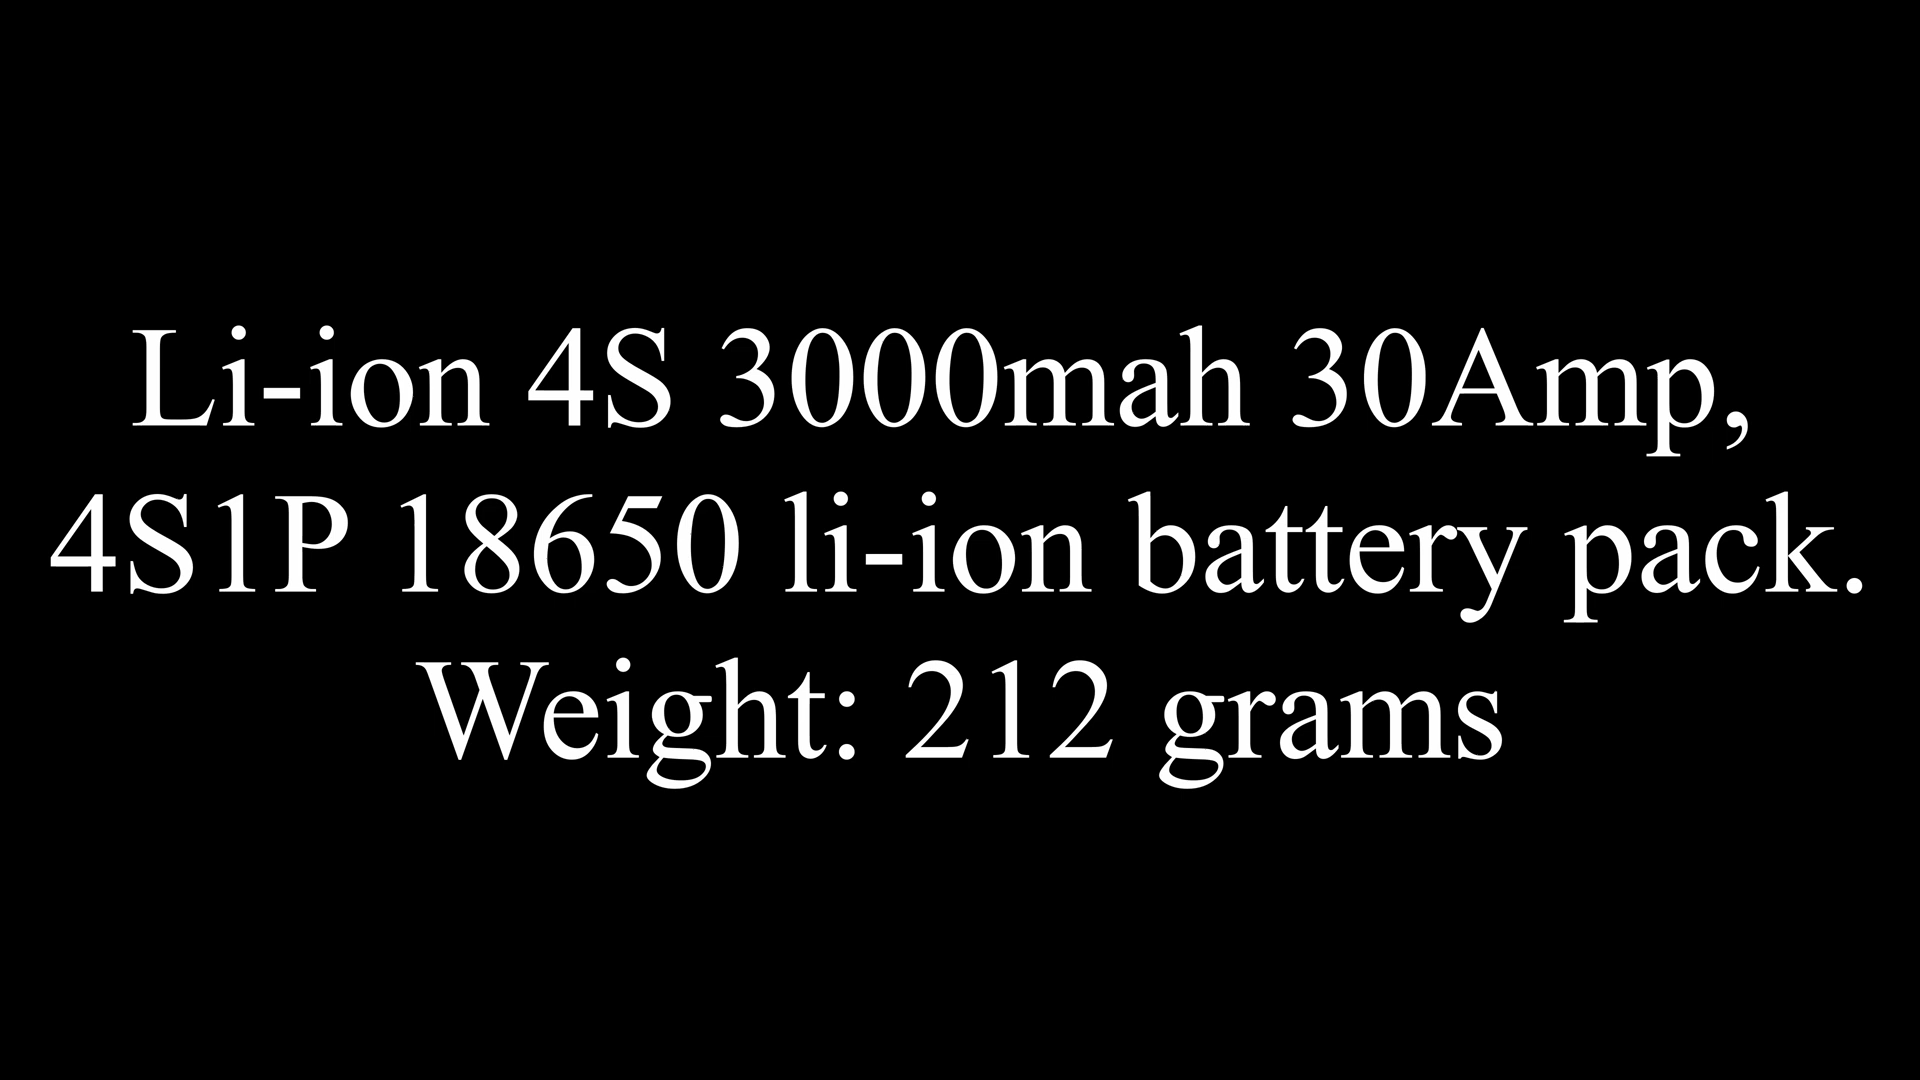 Li-ion 4S 3000mah 30Amp,
4S1P 18650 li-ion battery pack.
Weight: 212 grams